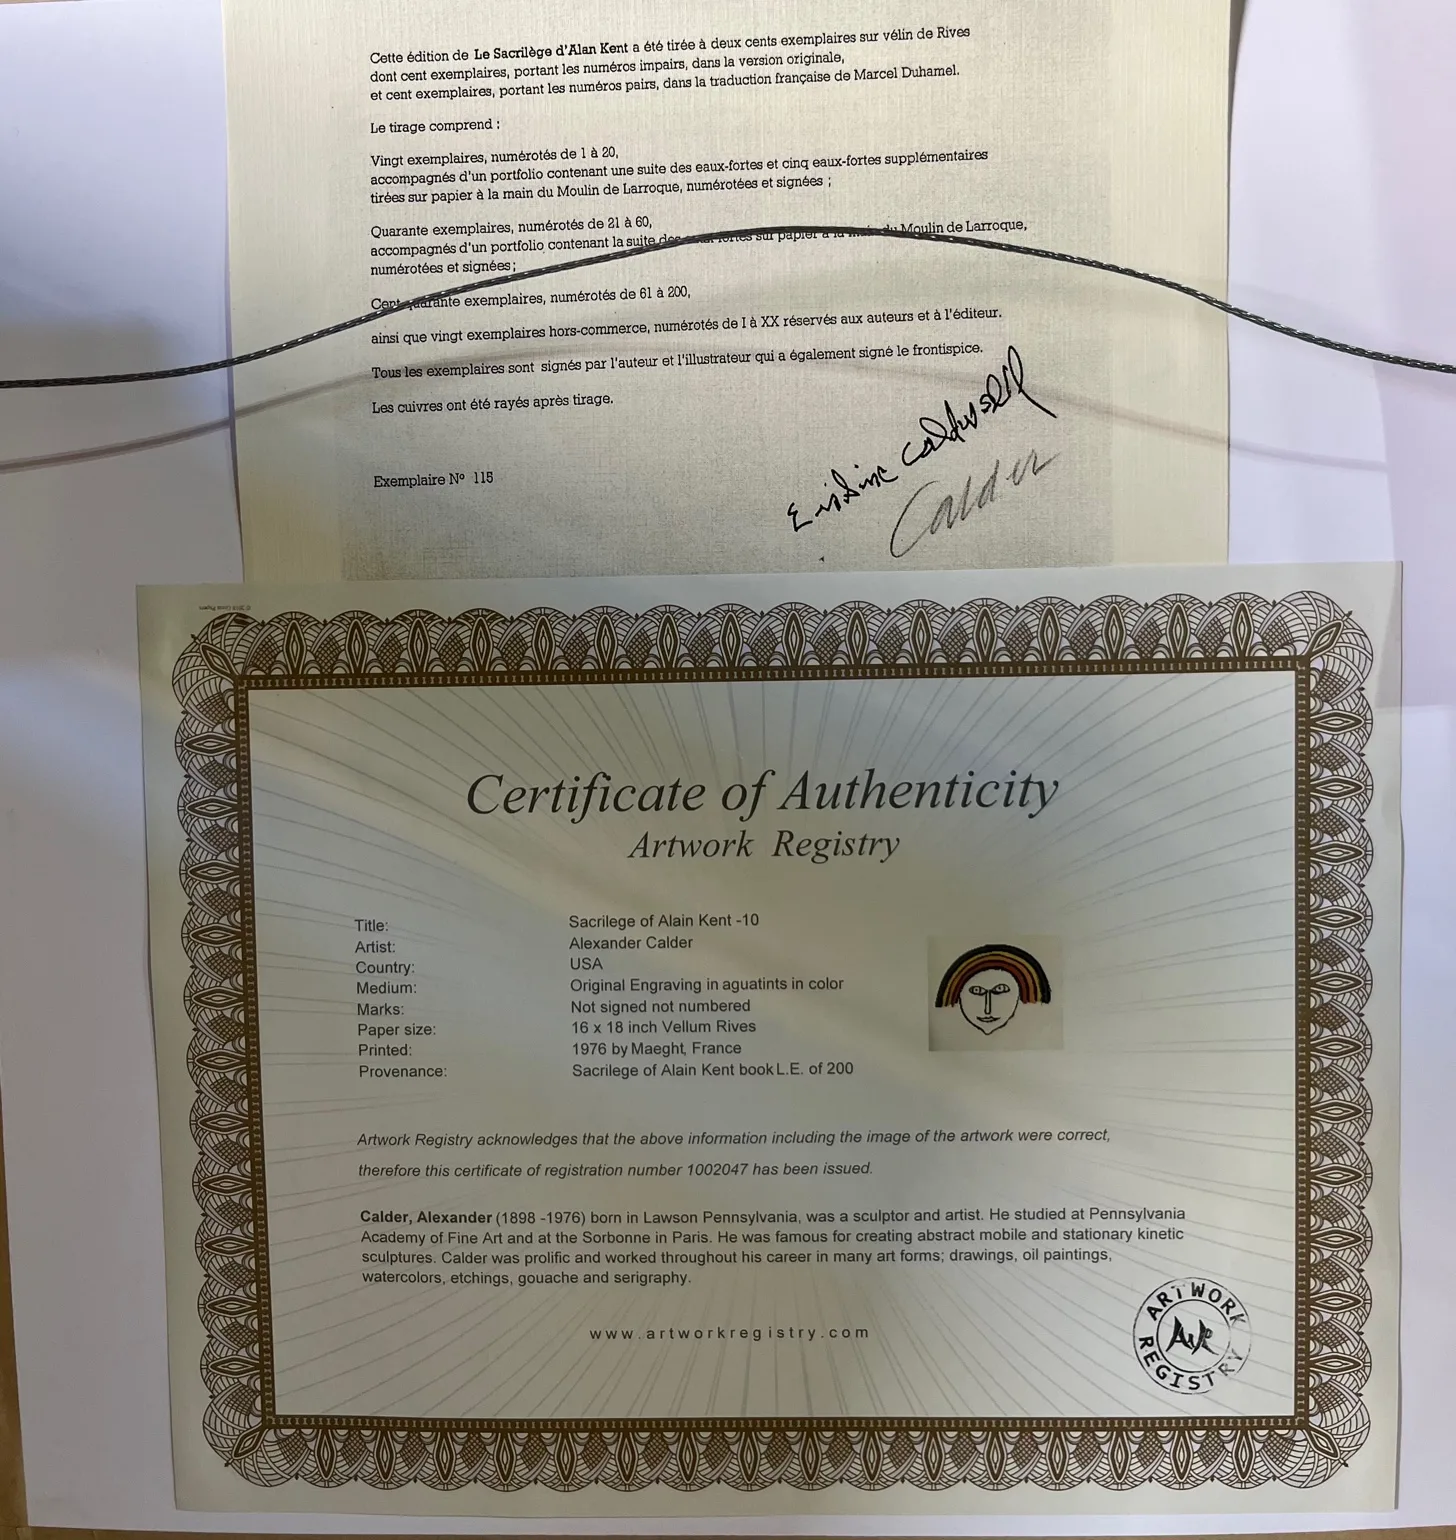 Cette édition de Le Sacrilège d'Alan Kent a été tirée à deux cents exemplaires sur vélin de Rives
dont cent exemplaires, portant les numéros impairs, dans la version originale,
et cent exemplaires, portant les numéros pairs, dans la traduction française de Marcel Duhamel.
Le tirage comprend :
Vingt exemplaires, numérotés de 1 à 20,
accompagnés d'un portfolio contenant une suite des eaux-fortes et cinq eaux-fortes supplémentaires
tirées sur papier à la main du Moulin de Larroque, numérotées et signées ;
Quarante exemplaires, numérotés de 21 à 60,
accompagnés d'un portfolio contenant la suite des eaux-fortes sur papier à la main du Moulin de Larroque,
numérotées et signées;
Cent quarante exemplaires, numérotés de 61 à 200,
ainsi que vingt exemplaires hors-commerce, numérotés de I à XX réservés aux auteurs et à l'éditeur.
Tous les exemplaires sont signés par l'auteur et l'illustrateur qui a également signé le frontispice.
Les cuivres ont été rayés après tirage.
Exemplaire Nº 115
Erskine Caldwell
Calder
Certificate of Authenticity
Artwork Registry
Title: Sacrilege of Alain Kent -10
Artist: Alexander Calder
Country: USA
Medium: Original Engraving in aguatints in color
Marks: Not signed not numbered
Paper size: 16 x 18 inch Vellum Rives
Printed: 1976 by Maeght, France
Provenance: Sacrilege of Alain Kent book L.E. of 200
Artwork Registry acknowledges that the above information including the image of the artwork were correct,
therefore this certificate of registration number 1002047 has been issued.
Calder, Alexander (1898 -1976) born in Lawson Pennsylvania, was a sculptor and artist. He studied at Pennsylvania
Academy of Fine Art and at the Sorbonne in Paris. He was famous for creating abstract mobile and stationary kinetic
sculptures. Calder was prolific and worked throughout his career in many art forms; drawings, oil paintings,
watercolors, etchings, gouache and serigraphy.
www.artworkregistry.com
ARTWORK
REGISTRY